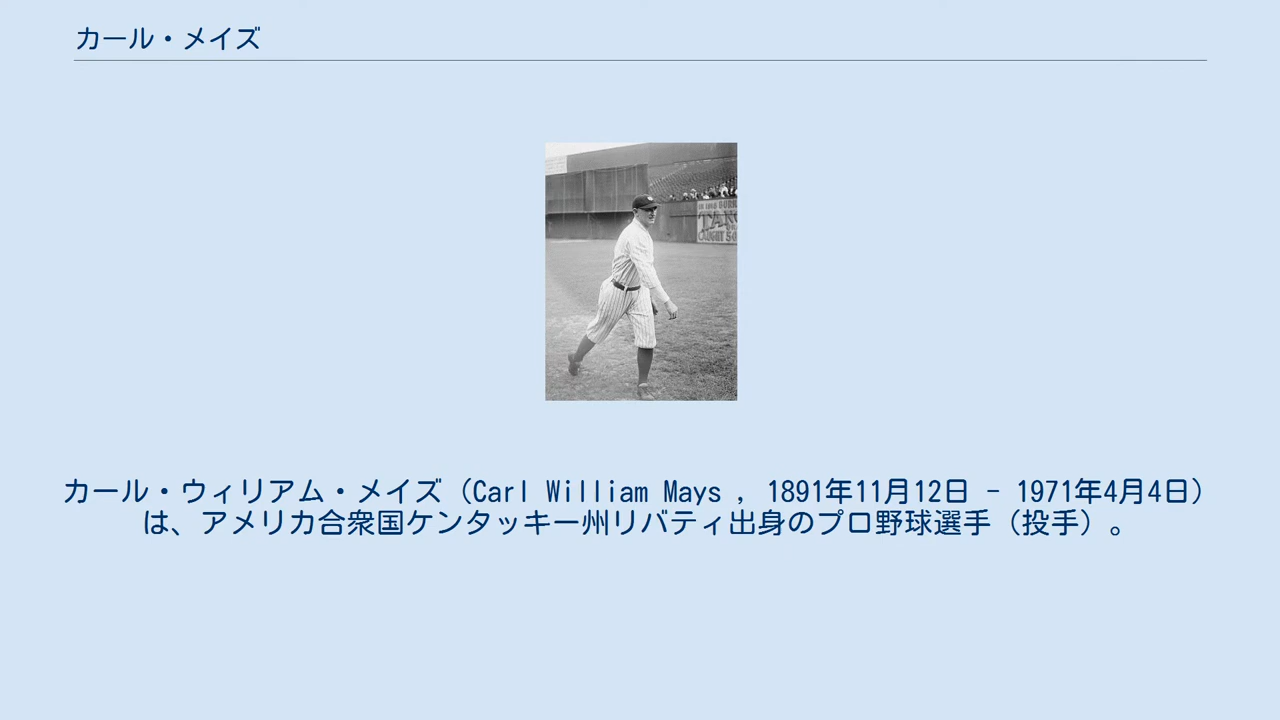 カール・メイズ
TANG
カール・ウィリアム・メイズ（Carl William Mays , 1891年11月12日 - 1971年4月4日）
は、アメリカ合衆国ケンタッキー州リバティ出身のプロ野球選手（投手）。